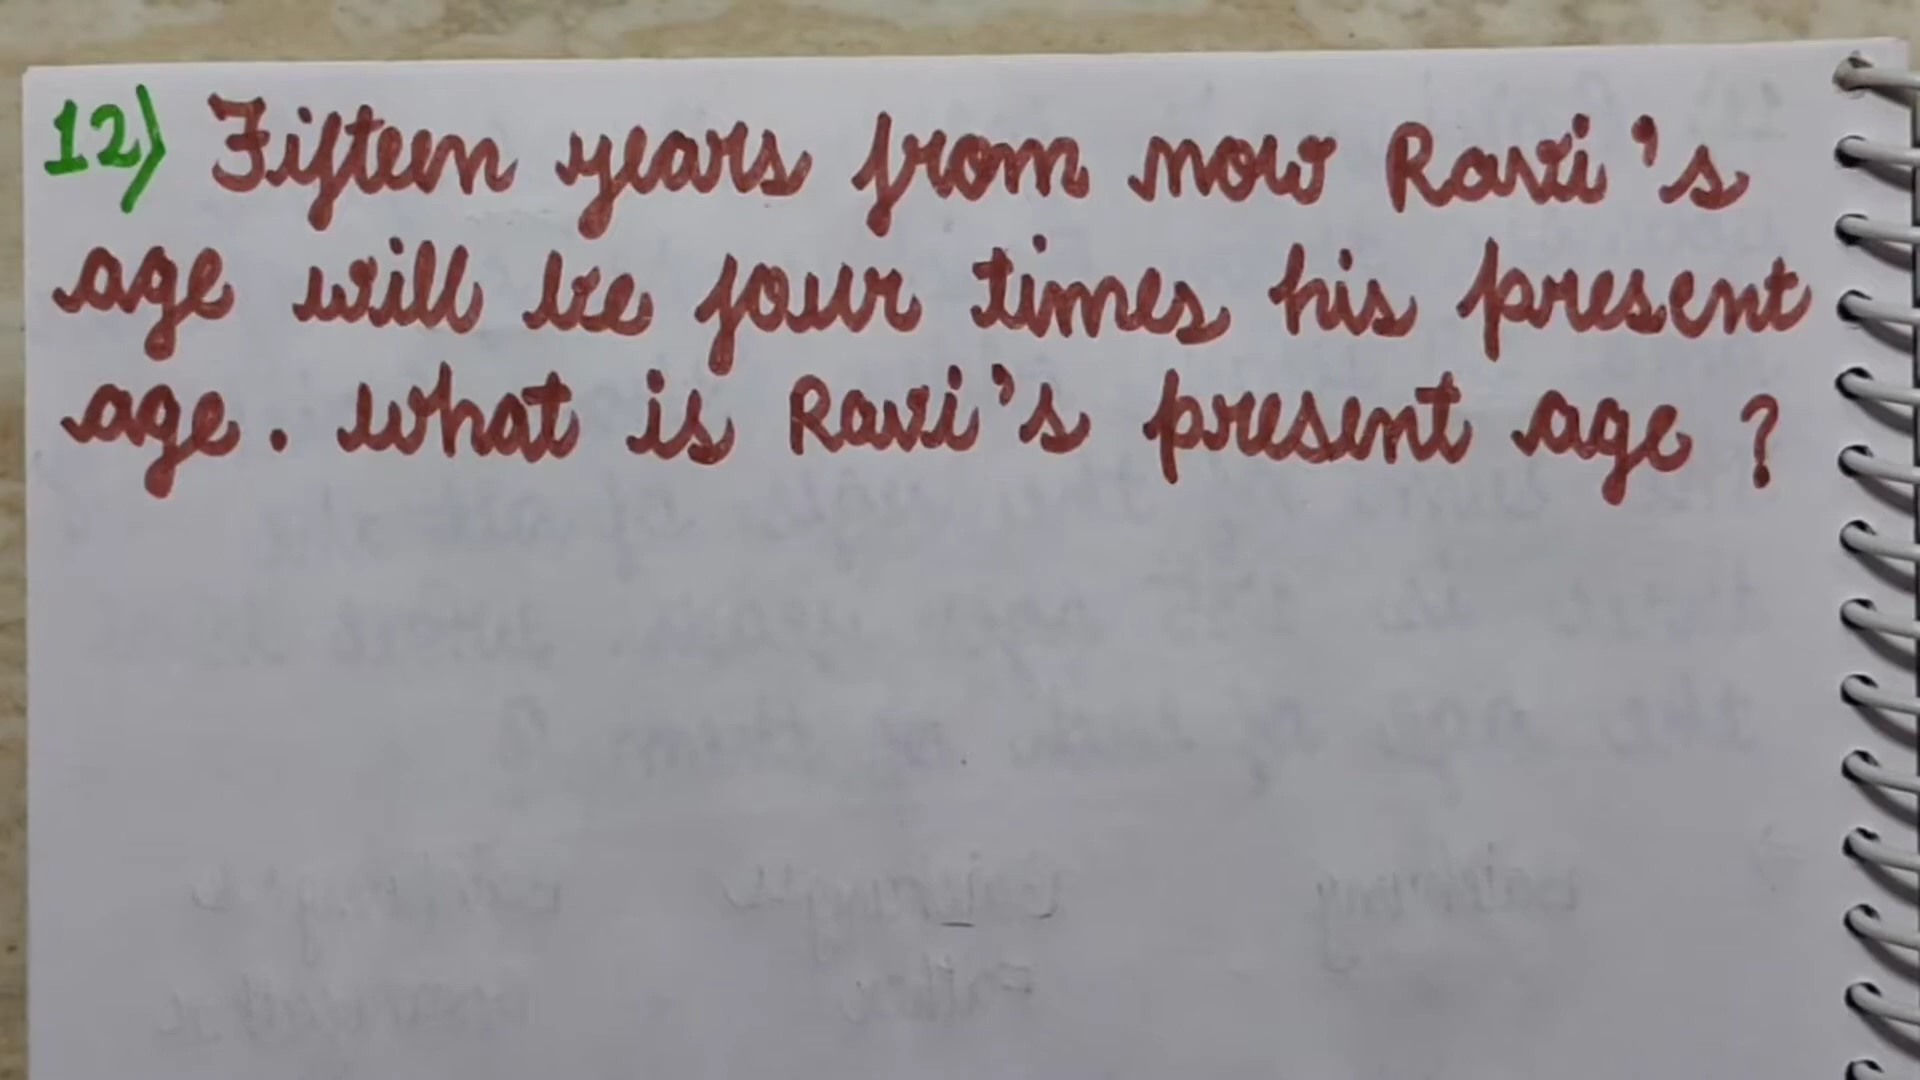 12) Fifteen years from now Ravi's
age will be four times his present
age. what is Ravi's present age ?